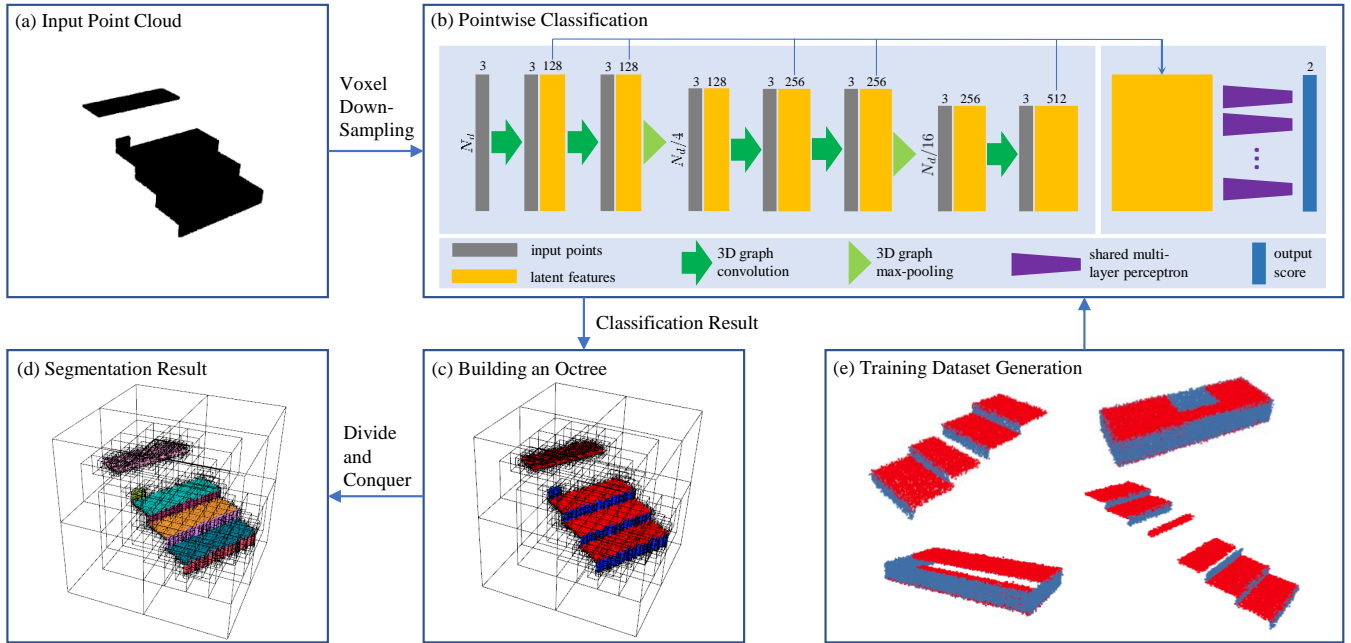 (a) Input Point Cloud
Voxel
Down-
Sampling
(b) Pointwise Classification
3
3 128
3 128
3 128
3 256
3 256
3 256
3 512
2
N_d
N_d/4
N_d/16
input points
latent features
3D graph
convolution
3D graph
max-pooling
shared multi-
layer perceptron
output
score
Classification Result
(d) Segmentation Result
Divide
and
Conquer
(c) Building an Octree
(e) Training Dataset Generation